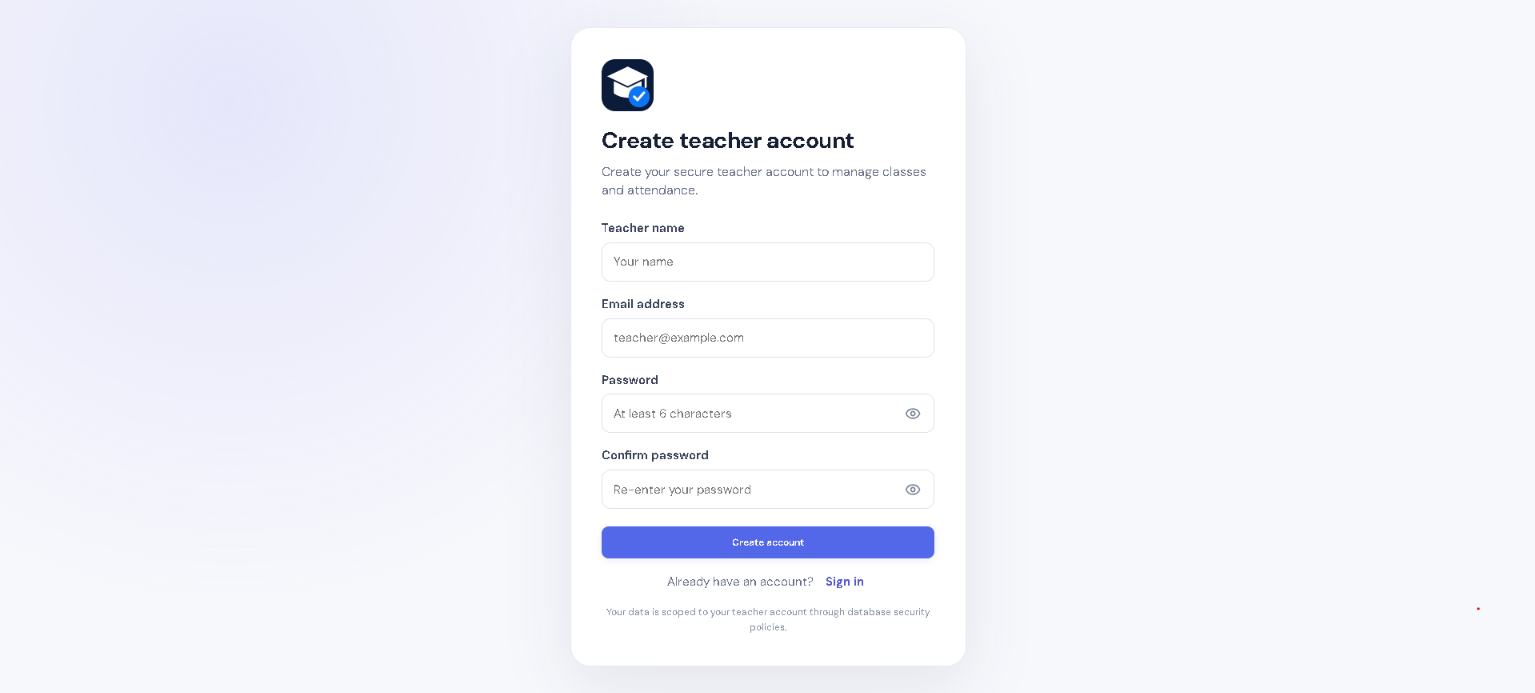 Create teacher account
Create your secure teacher account to manage classes
and attendance.
Teacher name
Your name
Email address
teacher@example.com
Password
At least 6 characters
Confirm password
Re-enter your password
Create account
Already have an account? Sign in
Your data is scoped to your teacher account through database security
policies.